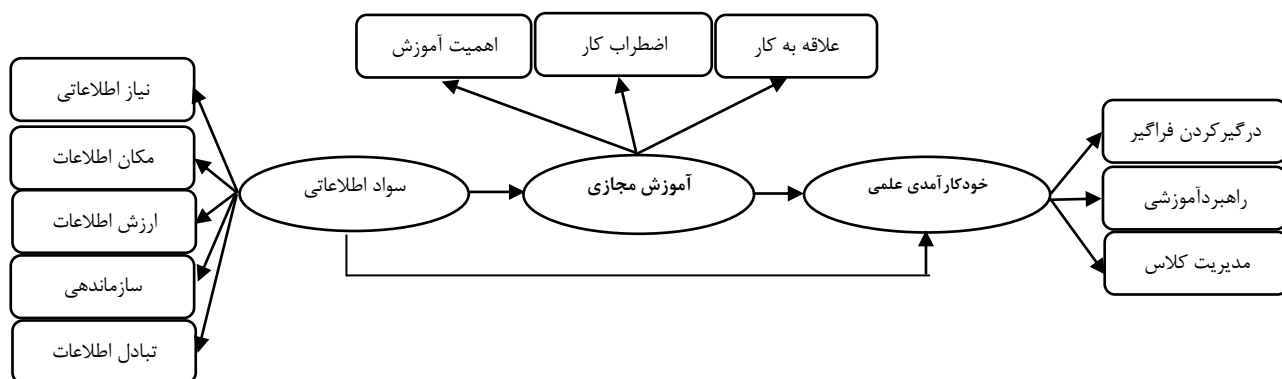 علاقه به کار
اضطراب کار
اهمیت آموزش
نیاز اطلاعاتی
مکان اطلاعات
ارزش اطلاعات
سازماندهی
تبادل اطلاعات
سواد اطلاعاتی
آموزش مجازی
خودکارآمدی علمی
درگیرکردن فراگیر
راهبردآموزشی
مدیریت کلاس